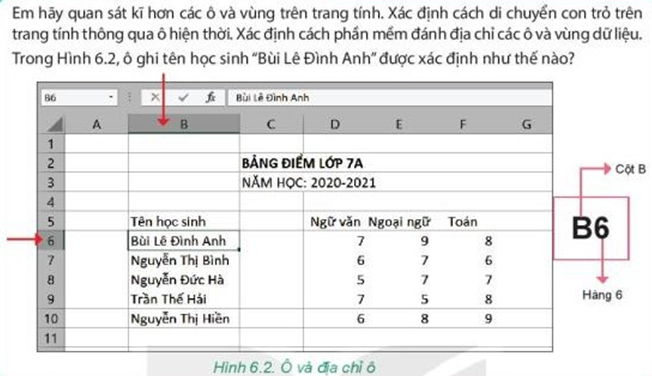 Em hãy quan sát kĩ hơn các ô và vùng trên trang tính. Xác định cách di chuyển con trỏ trên
trang tính thông qua ô hiện thời. Xác định cách phần mềm đánh địa chỉ các ô và vùng dữ liệu.
Trong Hình 6.2, ô ghi tên học sinh “Bùi Lê Đình Anh” được xác định như thế nào?
B6 fx Bùi Lê Đình Anh
A B C D E F G
1
2 BẢNG ĐIỂM LỚP 7A
3 NĂM HỌC: 2020-2021
4
5 Tên học sinh Ngữ văn Ngoại ngữ Toán
6 Bùi Lê Đình Anh 7 9 8
7 Nguyễn Thị Bình 6 7 6
8 Nguyễn Đức Hà 5 7 7
9 Trần Thế Hải 7 5 8
10 Nguyễn Thị Hiền 6 8 9
11
Cột B
B6
Hàng 6
Hình 6.2. Ô và địa chỉ ô